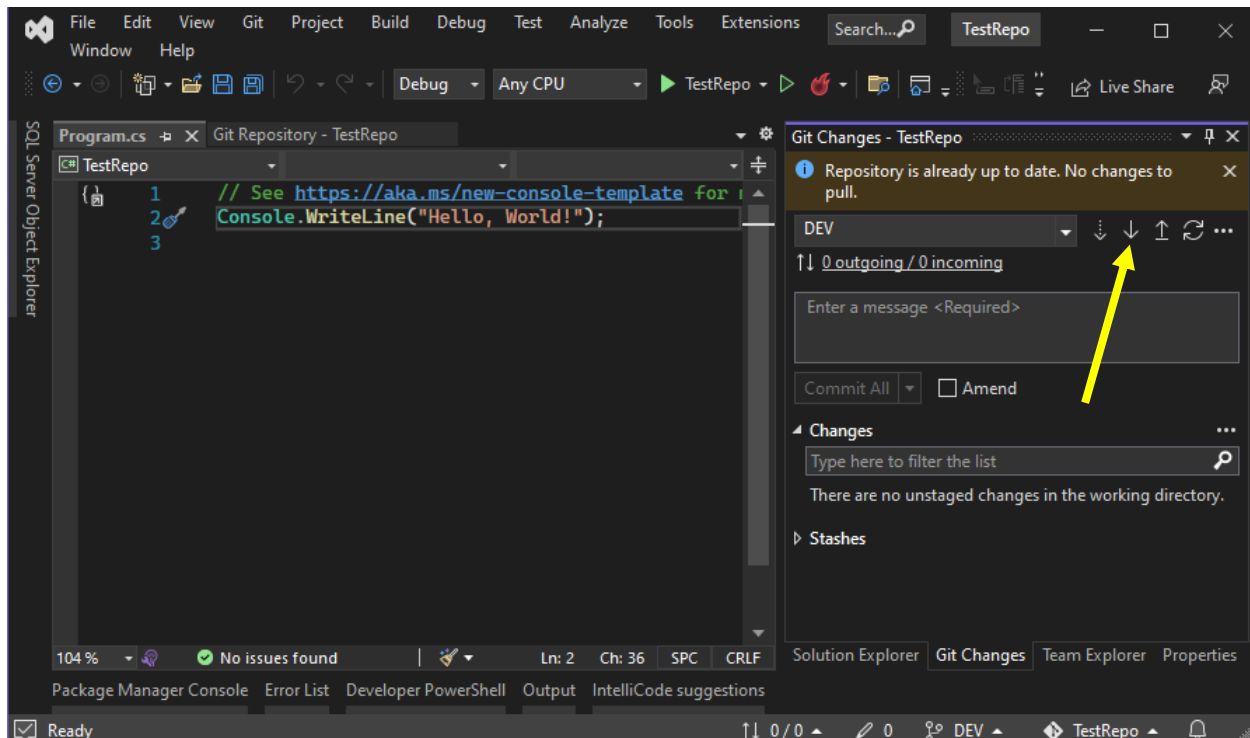 File Edit View Git Project Build Debug Test Analyze Tools Extensions
Window Help
Search...
TestRepo
Debug Any CPU TestRepo Live Share
SQL Server Object Explorer
Program.cs Git Repository - TestRepo
C# TestRepo
1 // See https://aka.ms/new-console-template for
2 Console.WriteLine("Hello, World!");
3
104 % No issues found Ln: 2 Ch: 36 SPC CRLF
Git Changes - TestRepo
Repository is already up to date. No changes to
pull.
DEV
0 outgoing / 0 incoming
Enter a message <Required>
Commit All Amend
Changes
Type here to filter the list
There are no unstaged changes in the working directory.
Stashes
Solution Explorer Git Changes Team Explorer Properties
Package Manager Console Error List Developer PowerShell Output IntelliCode suggestions
Ready 0 / 0 0 DEV TestRepo